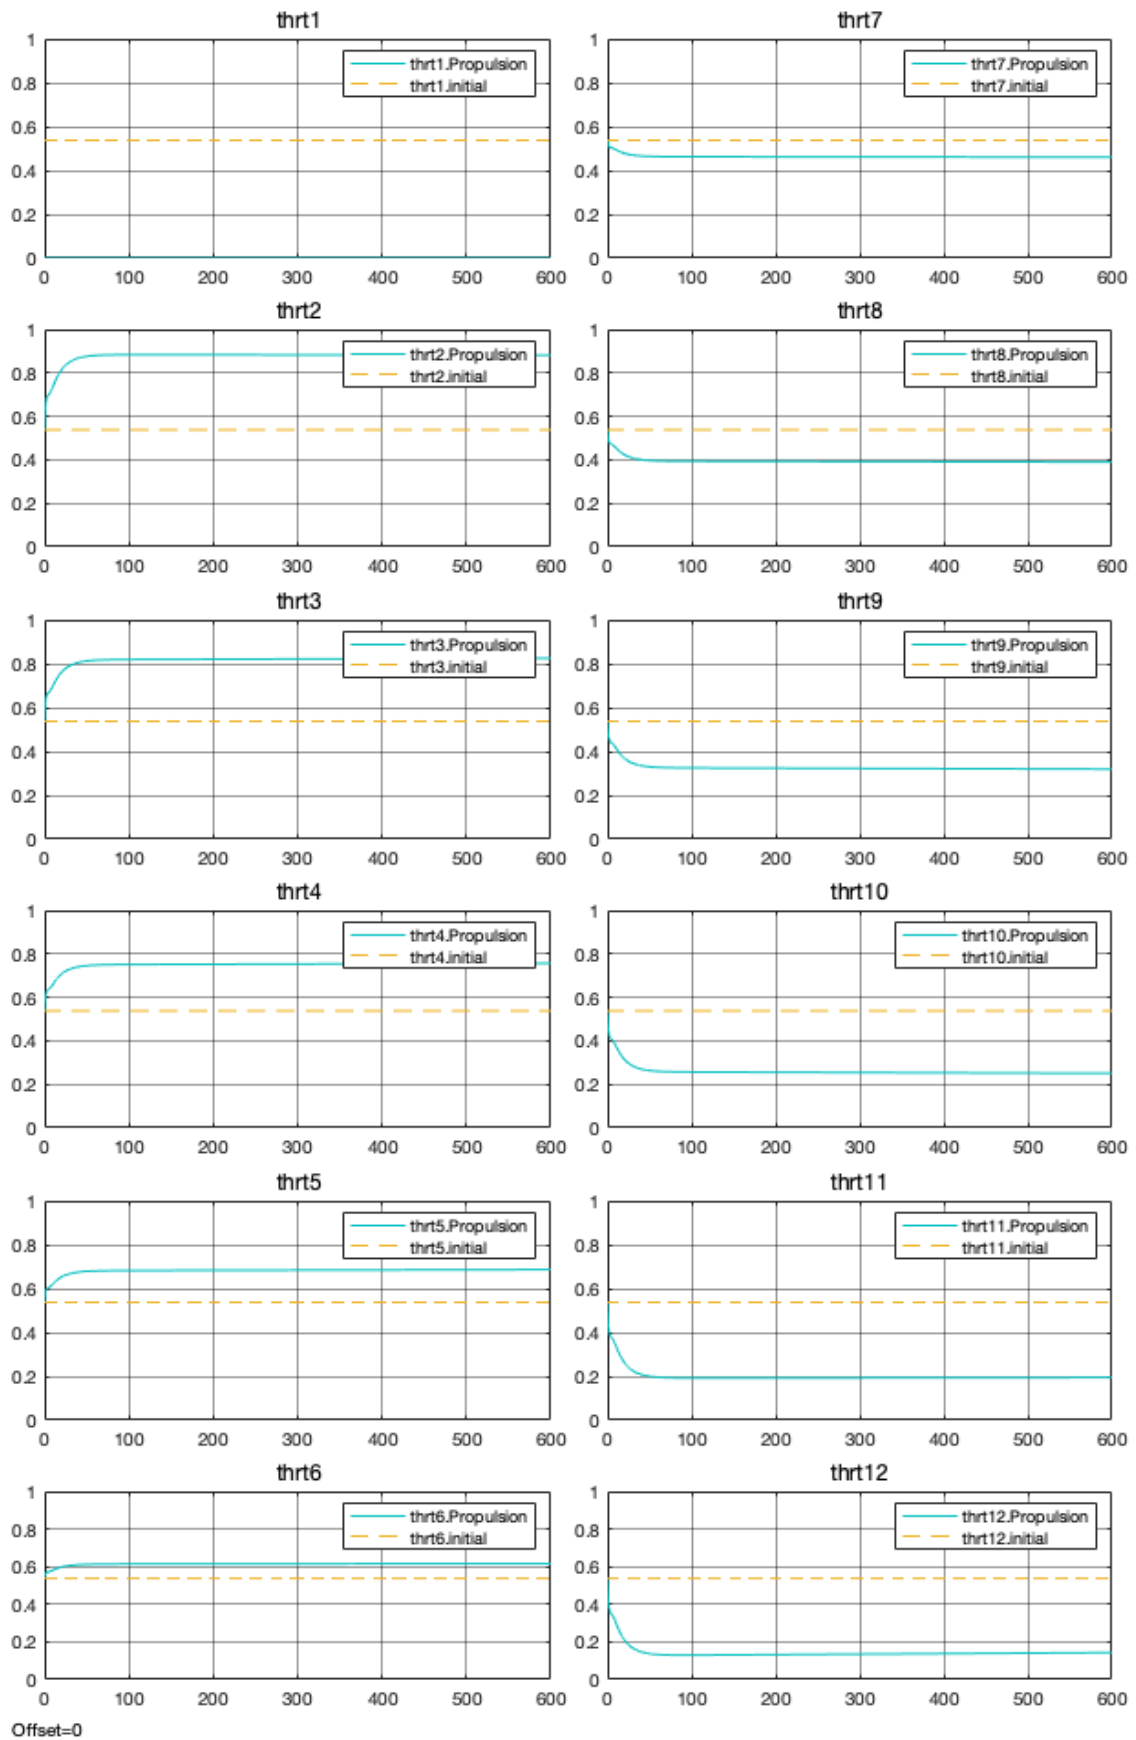 thrt1
thrt1.Propulsion
thrt1.initial
1
0.8
0.6
0.4
0.2
0
0 100 200 300 400 500 600
thrt7
thrt7.Propulsion
thrt7.initial
1
0.8
0.6
0.4
0.2
0
0 100 200 300 400 500 600
thrt2
thrt2.Propulsion
thrt2.initial
1
0.8
0.6
0.4
0.2
0
0 100 200 300 400 500 600
thrt8
thrt8.Propulsion
thrt8.initial
1
0.8
0.6
0.4
0.2
0
0 100 200 300 400 500 600
thrt3
thrt3.Propulsion
thrt3.initial
1
0.8
0.6
0.4
0.2
0
0 100 200 300 400 500 600
thrt9
thrt9.Propulsion
thrt9.initial
1
0.8
0.6
0.4
0.2
0
0 100 200 300 400 500 600
thrt4
thrt4.Propulsion
thrt4.initial
1
0.8
0.6
0.4
0.2
0
0 100 200 300 400 500 600
thrt10
thrt10.Propulsion
thrt10.initial
1
0.8
0.6
0.4
0.2
0
0 100 200 300 400 500 600
thrt5
thrt5.Propulsion
thrt5.initial
1
0.8
0.6
0.4
0.2
0
0 100 200 300 400 500 600
thrt11
thrt11.Propulsion
thrt11.initial
1
0.8
0.6
0.4
0.2
0
0 100 200 300 400 500 600
thrt6
thrt6.Propulsion
thrt6.initial
1
0.8
0.6
0.4
0.2
0
0 100 200 300 400 500 600
thrt12
thrt12.Propulsion
thrt12.initial
1
0.8
0.6
0.4
0.2
0
0 100 200 300 400 500 600
Offset=0